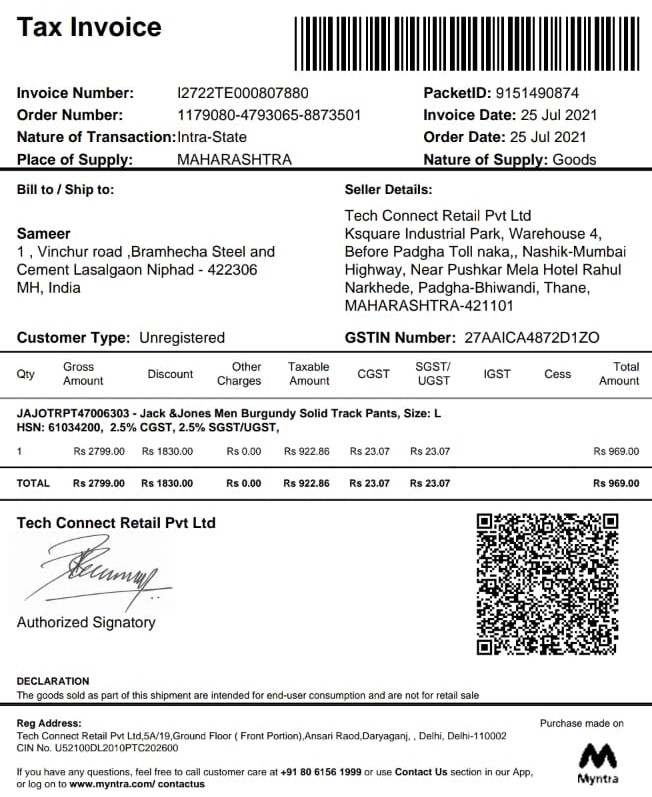 Tax Invoice
Invoice Number: I2722TE000807880 PacketID: 9151490874
Order Number: 1179080-4793065-8873501 Invoice Date: 25 Jul 2021
Nature of Transaction: Intra-State Order Date: 25 Jul 2021
Place of Supply: MAHARASHTRA Nature of Supply: Goods
Bill to / Ship to:
Sameer
1 , Vinchur road ,Bramhecha Steel and
Cement Lasalgaon Niphad - 422306
MH, India
Customer Type: Unregistered
Seller Details:
Tech Connect Retail Pvt Ltd
Ksquare Industrial Park, Warehouse 4,
Before Padgha Toll naka,, Nashik-Mumbai
Highway, Near Pushkar Mela Hotel Rahul
Narkhede, Padgha-Bhiwandi, Thane,
MAHARASHTRA-421101
GSTIN Number: 27AAICA4872D1ZO
Qty Gross Amount Discount Other Charges Taxable Amount CGST SGST/ UGST IGST Cess Total Amount
JAJOTRPT47006303 - Jack &Jones Men Burgundy Solid Track Pants, Size: L
HSN: 61034200, 2.5% CGST, 2.5% SGST/UGST,
1 Rs 2799.00 Rs 1830.00 Rs 0.00 Rs 922.86 Rs 23.07 Rs 23.07 Rs 969.00
TOTAL Rs 2799.00 Rs 1830.00 Rs 0.00 Rs 922.86 Rs 23.07 Rs 23.07 Rs 969.00
Tech Connect Retail Pvt Ltd
Authorized Signatory
DECLARATION
The goods sold as part of this shipment are intended for end-user consumption and are not for retail sale
Reg Address:
Tech Connect Retail Pvt Ltd,5A/19,Ground Floor ( Front Portion),Ansari Raod,Daryaganj, , Delhi, Delhi-110002
CIN No. U52100DL2010PTC202600
If you have any questions, feel free to call customer care at +91 80 6156 1999 or use Contact Us section in our App,
or log on to www.myntra.com/ contactus
Purchase made on
Myntra